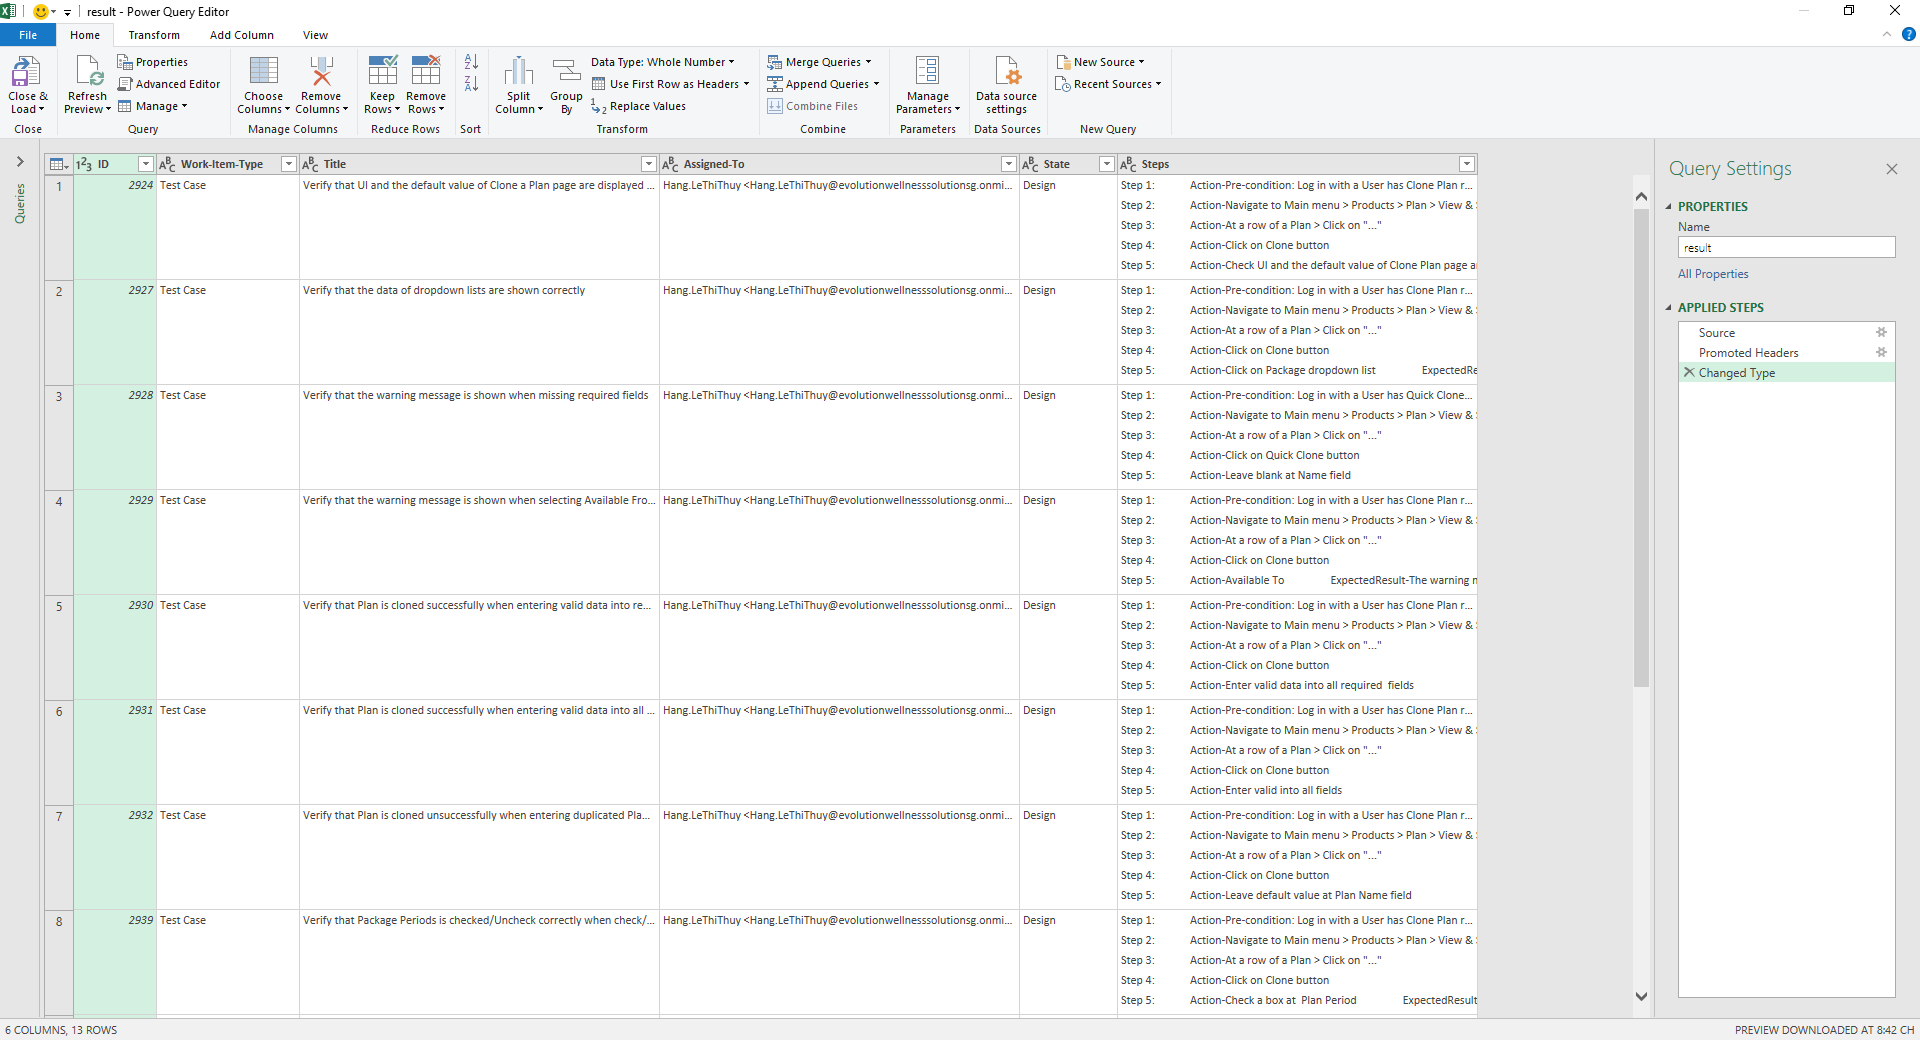 result - Power Query Editor
File Home Transform Add Column View
Close & Load
Close
Refresh Preview
Properties
Advanced Editor
Manage
Query
Choose Columns
Remove Columns
Manage Columns
Keep Rows
Remove Rows
Reduce Rows
Sort
Split Column
Group By
Data Type: Whole Number
Use First Row as Headers
Replace Values
Transform
Merge Queries
Append Queries
Combine Files
Combine
Manage Parameters
Parameters
Data source settings
Data Sources
New Source
Recent Sources
New Query
Queries
ID Work-Item-Type Title Assigned-To State Steps
1 2924 Test Case Verify that UI and the default value of Clone a Plan page are displayed ... Hang.LeThiThuy <Hang.LeThiThuy@evolutionwellnesssolutionsg.onmi... Design Step 1: Action-Pre-condition: Log in with a User has Clone Plan r...
Step 2: Action-Navigate to Main menu > Products > Plan > View &
Step 3: Action-At a row of a Plan > Click on "..."
Step 4: Action-Click on Clone button
Step 5: Action-Check UI and the default value of Clone Plan page a
2 2927 Test Case Verify that the data of dropdown lists are shown correctly Hang.LeThiThuy <Hang.LeThiThuy@evolutionwellnesssolutionsg.onmi... Design Step 1: Action-Pre-condition: Log in with a User has Clone Plan r...
Step 2: Action-Navigate to Main menu > Products > Plan > View &
Step 3: Action-At a row of a Plan > Click on "..."
Step 4: Action-Click on Clone button
Step 5: Action-Click on Package dropdown list ExpectedRe
3 2928 Test Case Verify that the warning message is shown when missing required fields Hang.LeThiThuy <Hang.LeThiThuy@evolutionwellnesssolutionsg.onmi... Design Step 1: Action-Pre-condition: Log in with a User has Quick Clone...
Step 2: Action-Navigate to Main menu > Products > Plan > View &
Step 3: Action-At a row of a Plan > Click on "..."
Step 4: Action-Click on Quick Clone button
Step 5: Action-Leave blank at Name field
4 2929 Test Case Verify that the warning message is shown when selecting Available Fro... Hang.LeThiThuy <Hang.LeThiThuy@evolutionwellnesssolutionsg.onmi... Design Step 1: Action-Pre-condition: Log in with a User has Clone Plan r...
Step 2: Action-Navigate to Main menu > Products > Plan > View &
Step 3: Action-At a row of a Plan > Click on "..."
Step 4: Action-Click on Clone button
Step 5: Action-Available To ExpectedResult-The warning n
5 2930 Test Case Verify that Plan is cloned successfully when entering valid data into re... Hang.LeThiThuy <Hang.LeThiThuy@evolutionwellnesssolutionsg.onmi... Design Step 1: Action-Pre-condition: Log in with a User has Clone Plan r...
Step 2: Action-Navigate to Main menu > Products > Plan > View &
Step 3: Action-At a row of a Plan > Click on "..."
Step 4: Action-Click on Clone button
Step 5: Action-Enter valid data into all required fields
6 2931 Test Case Verify that Plan is cloned successfully when entering valid data into all ... Hang.LeThiThuy <Hang.LeThiThuy@evolutionwellnesssolutionsg.onmi... Design Step 1: Action-Pre-condition: Log in with a User has Clone Plan r...
Step 2: Action-Navigate to Main menu > Products > Plan > View &
Step 3: Action-At a row of a Plan > Click on "..."
Step 4: Action-Click on Clone button
Step 5: Action-Enter valid into all fields
7 2932 Test Case Verify that Plan is cloned unsuccessfully when entering duplicated Pla... Hang.LeThiThuy <Hang.LeThiThuy@evolutionwellnesssolutionsg.onmi... Design Step 1: Action-Pre-condition: Log in with a User has Clone Plan r...
Step 2: Action-Navigate to Main menu > Products > Plan > View &
Step 3: Action-At a row of a Plan > Click on "..."
Step 4: Action-Click on Clone button
Step 5: Action-Leave default value at Plan Name field
8 2939 Test Case Verify that Package Periods is checked/Uncheck correctly when check/... Hang.LeThiThuy <Hang.LeThiThuy@evolutionwellnesssolutionsg.onmi... Design Step 1: Action-Pre-condition: Log in with a User has Clone Plan r...
Step 2: Action-Navigate to Main menu > Products > Plan > View &
Step 3: Action-At a row of a Plan > Click on "..."
Step 4: Action-Click on Clone button
Step 5: Action-Check a box at Plan Period ExpectedResult
Query Settings
PROPERTIES
Name
result
All Properties
APPLIED STEPS
Source
Promoted Headers
Changed Type
6 COLUMNS, 13 ROWS
PREVIEW DOWNLOADED AT 8:42 CH